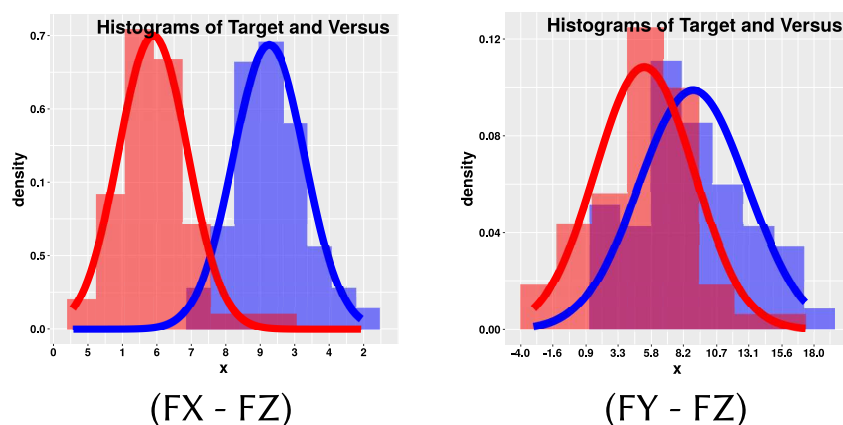 Histograms of Target and Versus
0.7
0.6
0.1
0.5
0.0
density
0 5 1 6 7 8 9 3 4 2
x
(FX - FZ)
Histograms of Target and Versus
0.12
0.08
0.04
0.00
density
-4.0 -1.6 0.9 3.3 5.8 8.2 10.7 13.1 15.6 18.0
x
(FY - FZ)